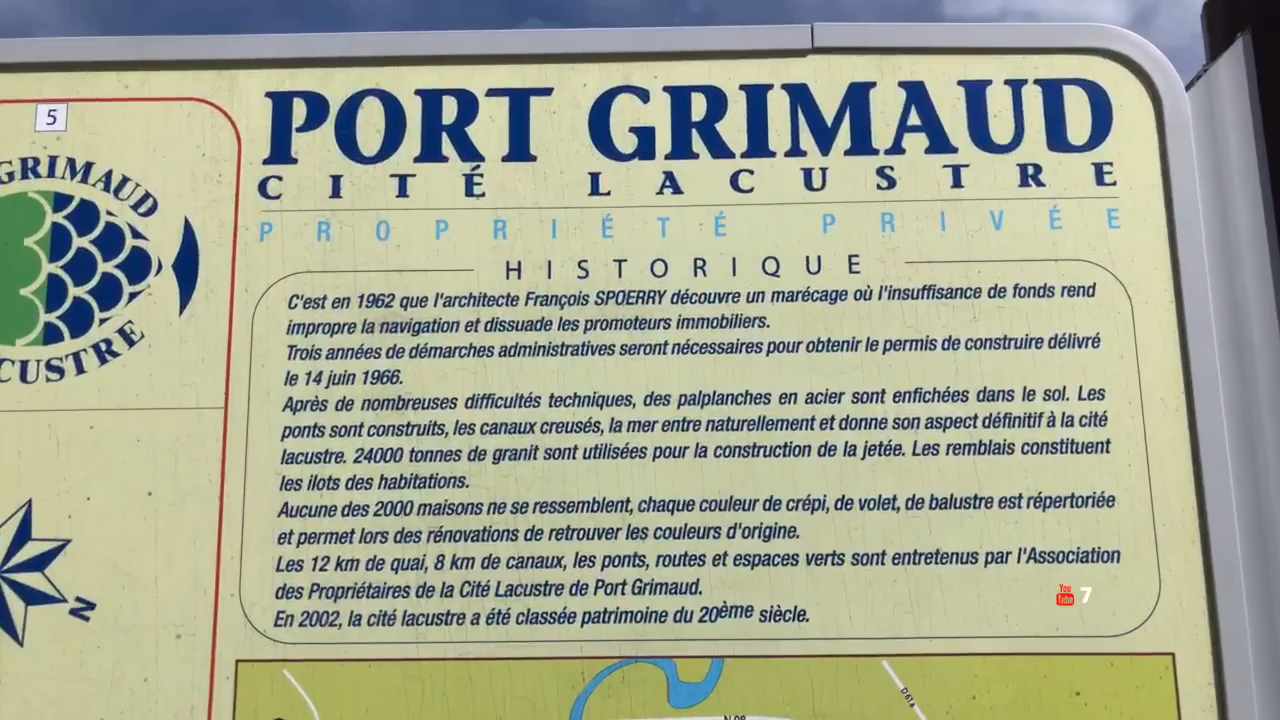 5
GRIMAUD
CUSTRE
N
PORT GRIMAUD
CITÉ LACUSTRE
PROPRIÉTÉ PRIVÉE
HISTORIQUE
C'est en 1962 que l'architecte François SPOERRY découvre un marécage où l'insuffisance de fonds rend
impropre la navigation et dissuade les promoteurs immobiliers.
Trois années de démarches administratives seront nécessaires pour obtenir le permis de construire délivré
le 14 juin 1966.
Après de nombreuses difficultés techniques, des palplanches en acier sont enfichées dans le sol. Les
ponts sont construits, les canaux creusés, la mer entre naturellement et donne son aspect définitif à la cité
lacustre. 24000 tonnes de granit sont utilisées pour la construction de la jetée. Les remblais constituent
les ilots des habitations.
Aucune des 2000 maisons ne se ressemblent, chaque couleur de crépi, de volet, de balustre est répertoriée
et permet lors des rénovations de retrouver les couleurs d'origine.
Les 12 km de quai, 8 km de canaux, les ponts, routes et espaces verts sont entretenus par l'Association
des Propriétaires de la Cité Lacustre de Port Grimaud.
En 2002, la cité lacustre a été classée patrimoine du 20ème siècle.
You Tube 7
D61a
N 98